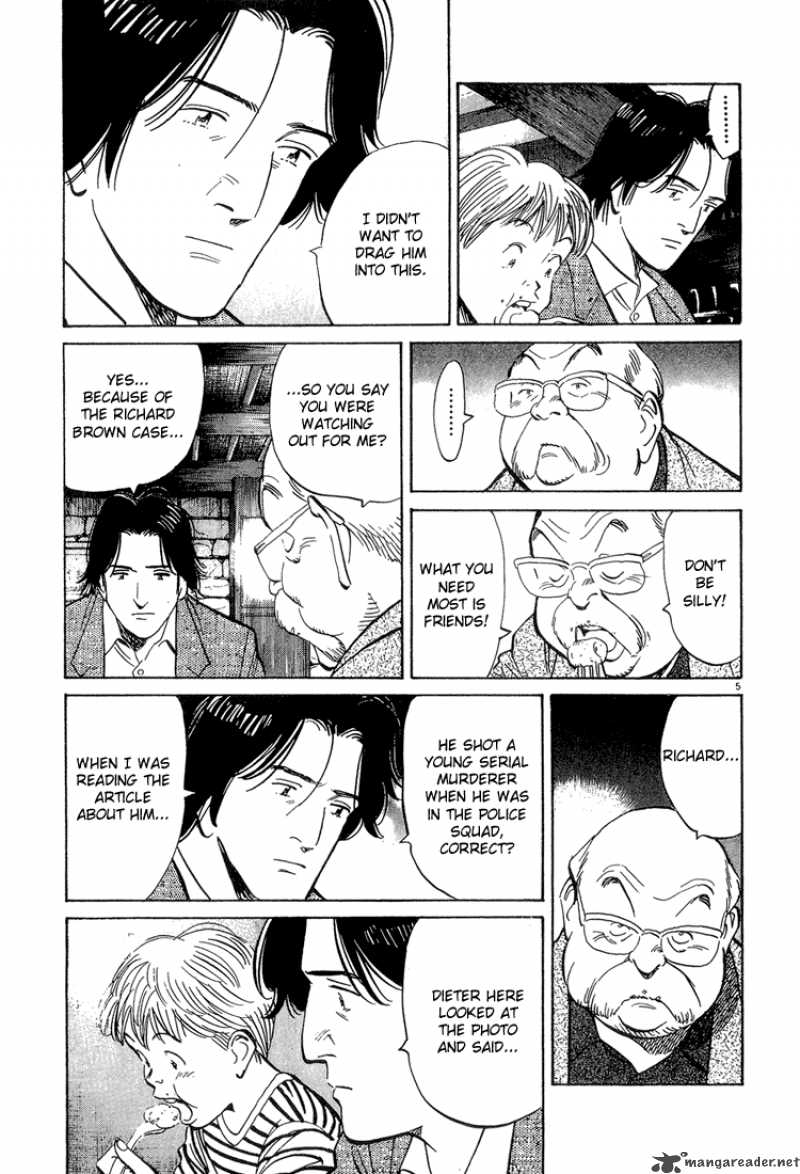 .........
I DIDN'T
WANT TO
DRAG HIM
INTO THIS.
.........
...SO YOU SAY
YOU WERE
WATCHING
OUT FOR ME?
YES...
BECAUSE OF
THE RICHARD
BROWN CASE...
DON'T
BE
SILLY!
WHAT YOU
NEED
MOST IS
FRIENDS!
5
RICHARD...
HE SHOT A
YOUNG SERIAL
MURDERER
WHEN HE WAS
IN THE POLICE
SQUAD,
CORRECT?
WHEN I WAS
READING THE
ARTICLE
ABOUT HIM...
DIETER HERE
LOOKED AT
THE PHOTO
AND SAID...
mangareader.net